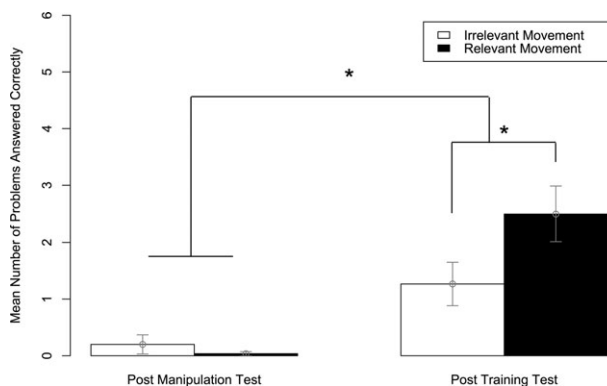 Mean Number of Problems Answered Correctly
6
5
4
3
2
1
0
Irrelevant Movement
Relevant Movement
*
*
Post Manipulation Test
Post Training Test